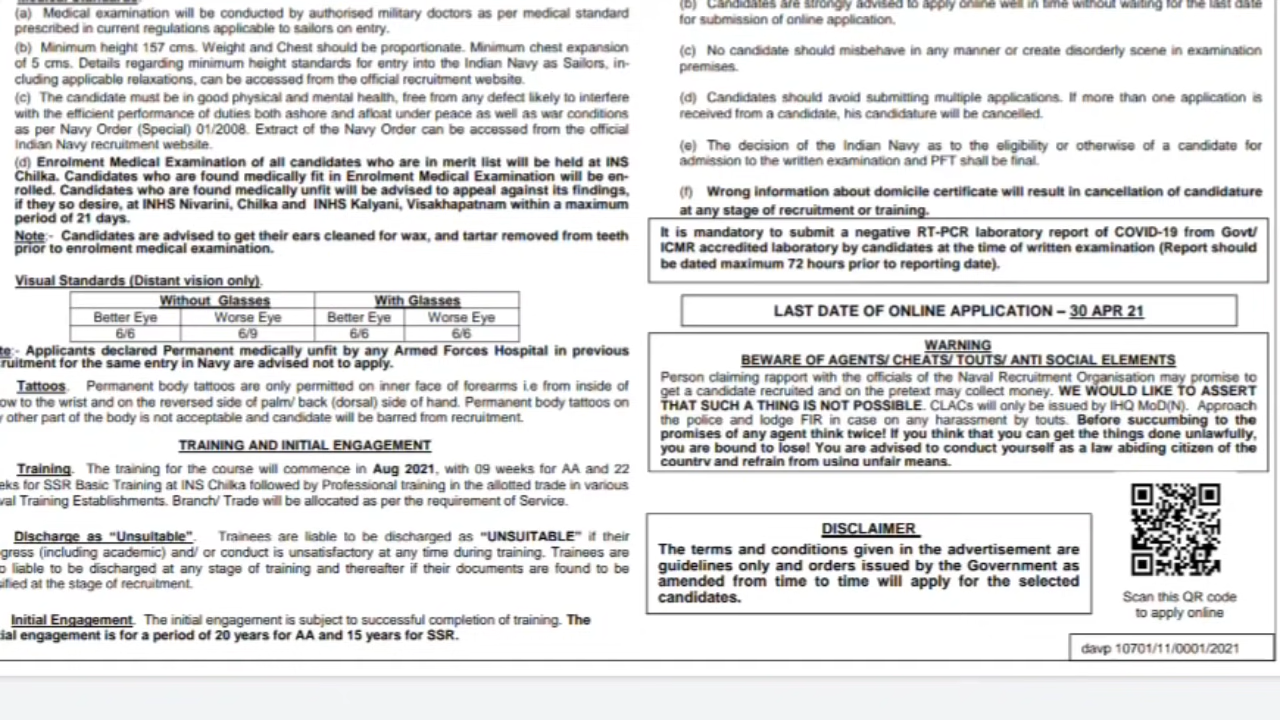 Medical Standards:-
(a) Medical examination will be conducted by authorised military doctors as per medical standard
prescribed in current regulations applicable to sailors on entry.
(b) Minimum height 157 cms. Weight and Chest should be proportionate. Minimum chest expansion
of 5 cms. Details regarding minimum height standards for entry into the Indian Navy as Sailors, in-
cluding applicable relaxations, can be accessed from the official recruitment website.
(c) The candidate must be in good physical and mental health, free from any defect likely to interfere
with the efficient performance of duties both ashore and afloat under peace as well as war conditions
as per Navy Order (Special) 01/2008. Extract of the Navy Order can be accessed from the official
Indian Navy recruitment website.
(d) Enrolment Medical Examination of all candidates who are in merit list will be held at INS
Chilka. Candidates who are found medically fit in Enrolment Medical Examination will be en-
rolled. Candidates who are found medically unfit will be advised to appeal against its findings,
if they so desire, at INHS Nivarini, Chilka and INHS Kalyani, Visakhapatnam within a maximum
period of 21 days.
Note:- Candidates are advised to get their ears cleaned for wax, and tartar removed from teeth
prior to enrolment medical examination.
Visual Standards (Distant vision only).
Without Glasses With Glasses
Better Eye Worse Eye Better Eye Worse Eye
6/6 6/9 6/6 6/6
te:- Applicants declared Permanent medically unfit by any Armed Forces Hospital in previous
ruitment for the same entry in Navy are advised not to apply.
Tattoos. Permanent body tattoos are only permitted on inner face of forearms i.e from inside of
ow to the wrist and on the reversed side of palm/ back (dorsal) side of hand. Permanent body tattoos on
y other part of the body is not acceptable and candidate will be barred from recruitment.
TRAINING AND INITIAL ENGAGEMENT
Training. The training for the course will commence in Aug 2021, with 09 weeks for AA and 22
eks for SSR Basic Training at INS Chilka followed by Professional training in the allotted trade in various
val Training Establishments. Branch/ Trade will be allocated as per the requirement of Service.
Discharge as “Unsuitable”. Trainees are liable to be discharged as “UNSUITABLE” if their
gress (including academic) and/ or conduct is unsatisfactory at any time during training. Trainees are
o liable to be discharged at any stage of training and thereafter if their documents are found to be
sified at the stage of recruitment.
Initial Engagement. The initial engagement is subject to successful completion of training. The
ial engagement is for a period of 20 years for AA and 15 years for SSR.
(b) Candidates are strongly advised to apply online well in time without waiting for the last date
for submission of online application.
(c) No candidate should misbehave in any manner or create disorderly scene in examination
premises.
(d) Candidates should avoid submitting multiple applications. If more than one application is
received from a candidate, his candidature will be cancelled.
(e) The decision of the Indian Navy as to the eligibility or otherwise of a candidate for
admission to the written examination and PFT shall be final.
(f) Wrong information about domicile certificate will result in cancellation of candidature
at any stage of recruitment or training.
It is mandatory to submit a negative RT-PCR laboratory report of COVID-19 from Govt/
ICMR accredited laboratory by candidates at the time of written examination (Report should
be dated maximum 72 hours prior to reporting date).
LAST DATE OF ONLINE APPLICATION – 30 APR 21
WARNING
BEWARE OF AGENTS/ CHEATS/ TOUTS/ ANTI SOCIAL ELEMENTS
Person claiming rapport with the officials of the Naval Recruitment Organisation may promise to
get a candidate recruited and on the pretext may collect money. WE WOULD LIKE TO ASSERT
THAT SUCH A THING IS NOT POSSIBLE. CLACs will only be issued by IHQ MoD(N). Approach
the police and lodge FIR in case on any harassment by touts. Before succumbing to the
promises of any agent think twice! If you think that you can get the things done unlawfully,
you are bound to lose! You are advised to conduct yourself as a law abiding citizen of the
country and refrain from using unfair means.
DISCLAIMER
The terms and conditions given in the advertisement are
guidelines only and orders issued by the Government as
amended from time to time will apply for the selected
candidates.
Scan this QR code
to apply online
davp 10701/11/0001/2021